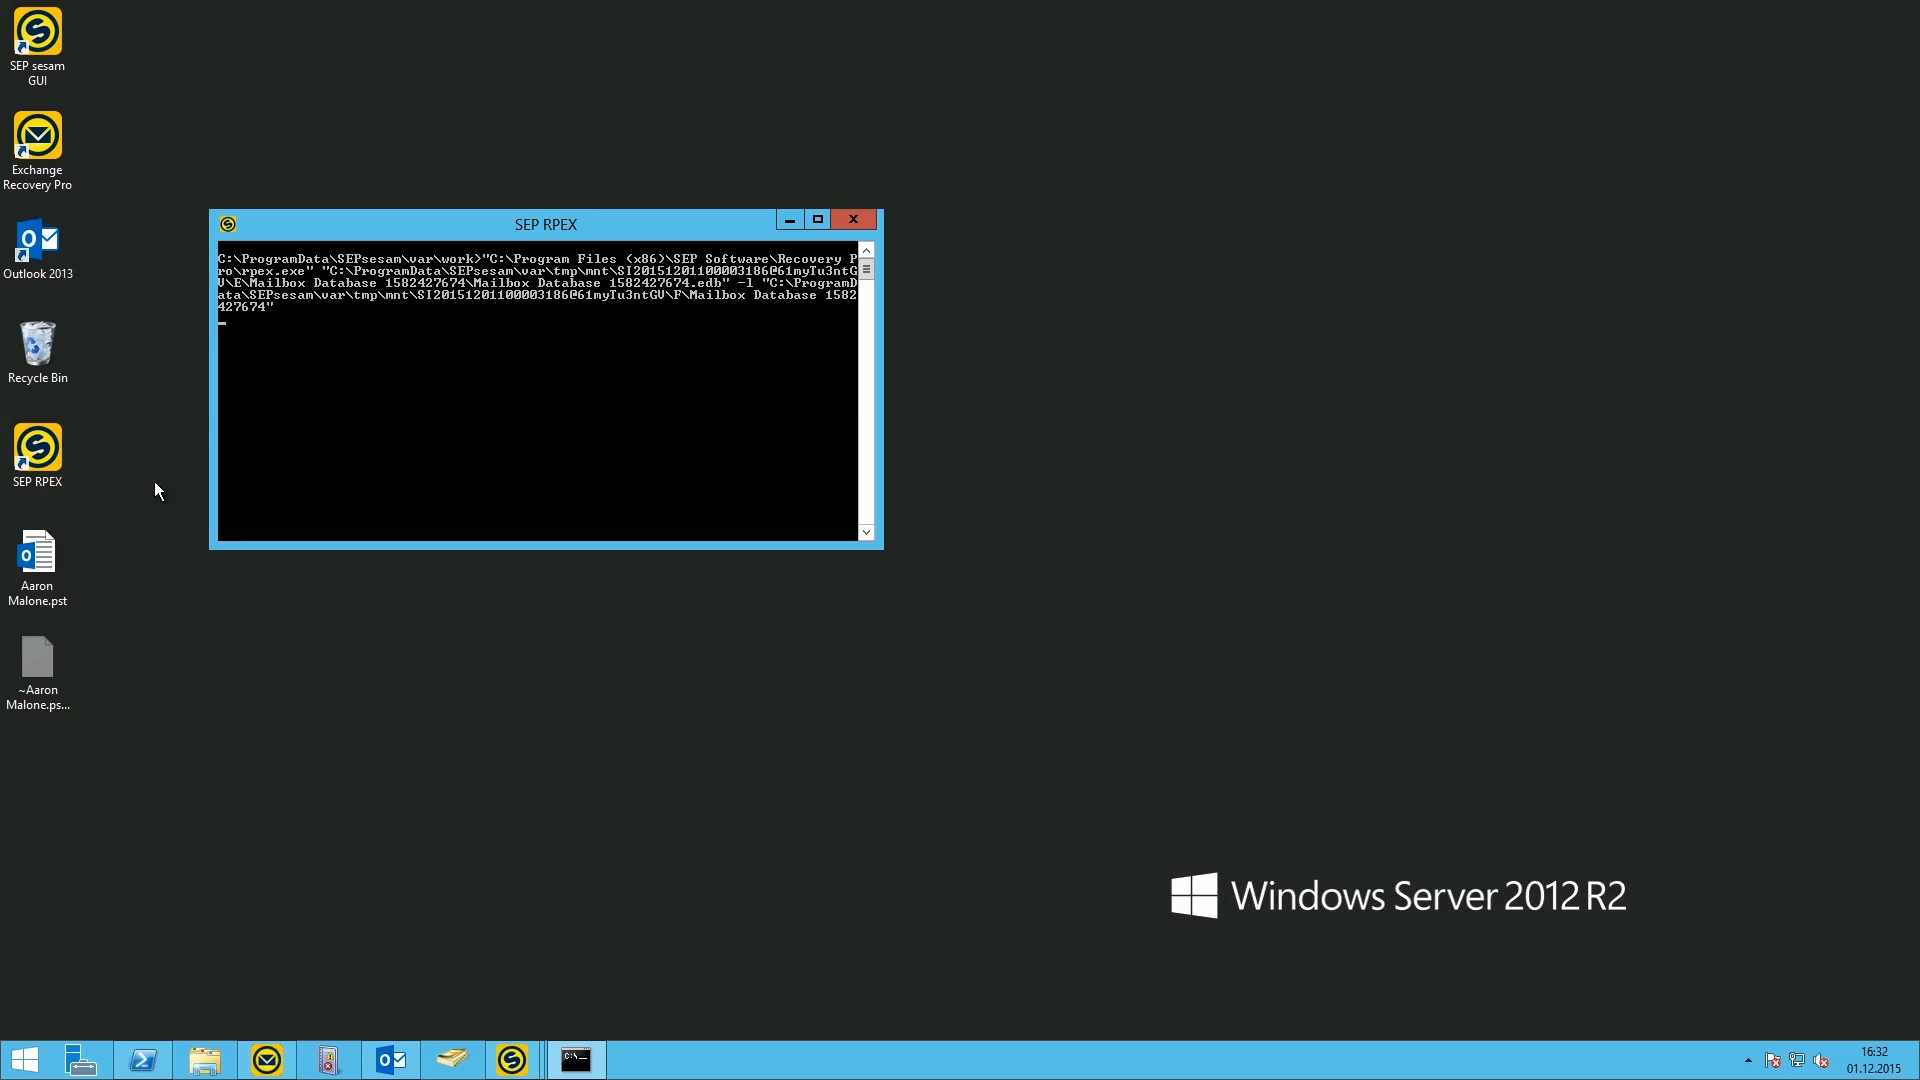 SEP sesam
GUI
Exchange
Recovery Pro
Outlook 2013
Recycle Bin
SEP RPEX
Aaron
Malone.pst
~Aaron
Malone.ps...
SEP RPEX
C:\ProgramData\SEPsesam\var\work>"C:\Program Files (x86)\SEP Software\Recovery P
ro\rpex.exe" "C:\ProgramData\SEPsesam\var\tmp\mnt\SI20151201100003186@61myTu3ntG
V\E\Mailbox Database 1582427674\Mailbox Database 1582427674.edb" -l "C:\ProgramD
ata\SEPsesam\var\tmp\mnt\SI20151201100003186@61myTu3ntGV\F\Mailbox Database 1582
427674"
Windows Server 2012 R2
16:32
01.12.2015